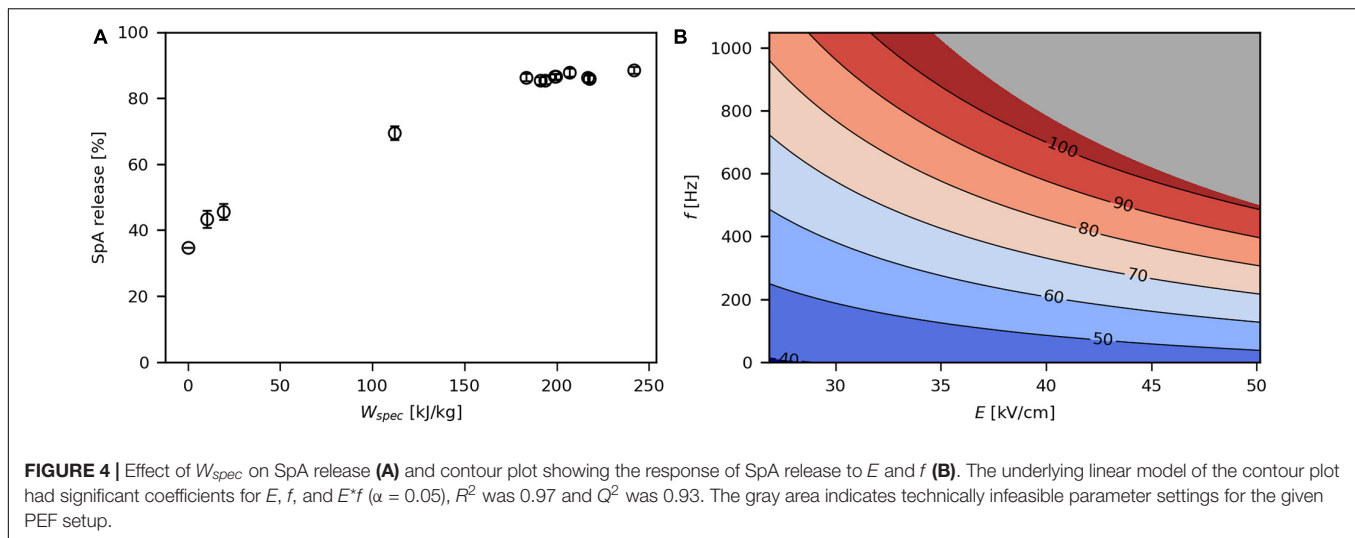 A
100
80
60
40
20
0
SpA release [%]
0 50 100 150 200 250
W_spec [kJ/kg]
B
1000
800
600
400
200
0
f [Hz]
100
90
80
70
60
50
40
30 35 40 45 50
E [kV/cm]
FIGURE 4 | Effect of W_spec on SpA release (A) and contour plot showing the response of SpA release to E and f (B). The underlying linear model of the contour plot
had significant coefficients for E, f, and E*f (α = 0.05), R² was 0.97 and Q² was 0.93. The gray area indicates technically infeasible parameter settings for the given
PEF setup.